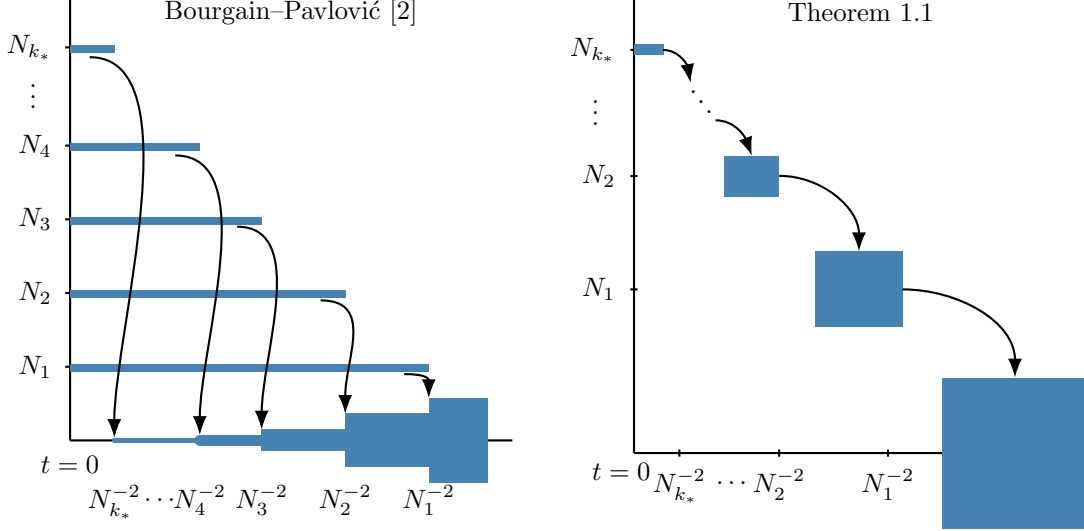 Bourgain–Pavlović [2]
N_{k_*}
⋮
N_4
N_3
N_2
N_1
t = 0
N_{k_*}^{-2} ⋯ N_4^{-2} N_3^{-2} N_2^{-2} N_1^{-2}
Theorem 1.1
N_{k_*}
⋮
⋱
N_2
N_1
t = 0
N_{k_*}^{-2} ⋯ N_2^{-2} N_1^{-2}